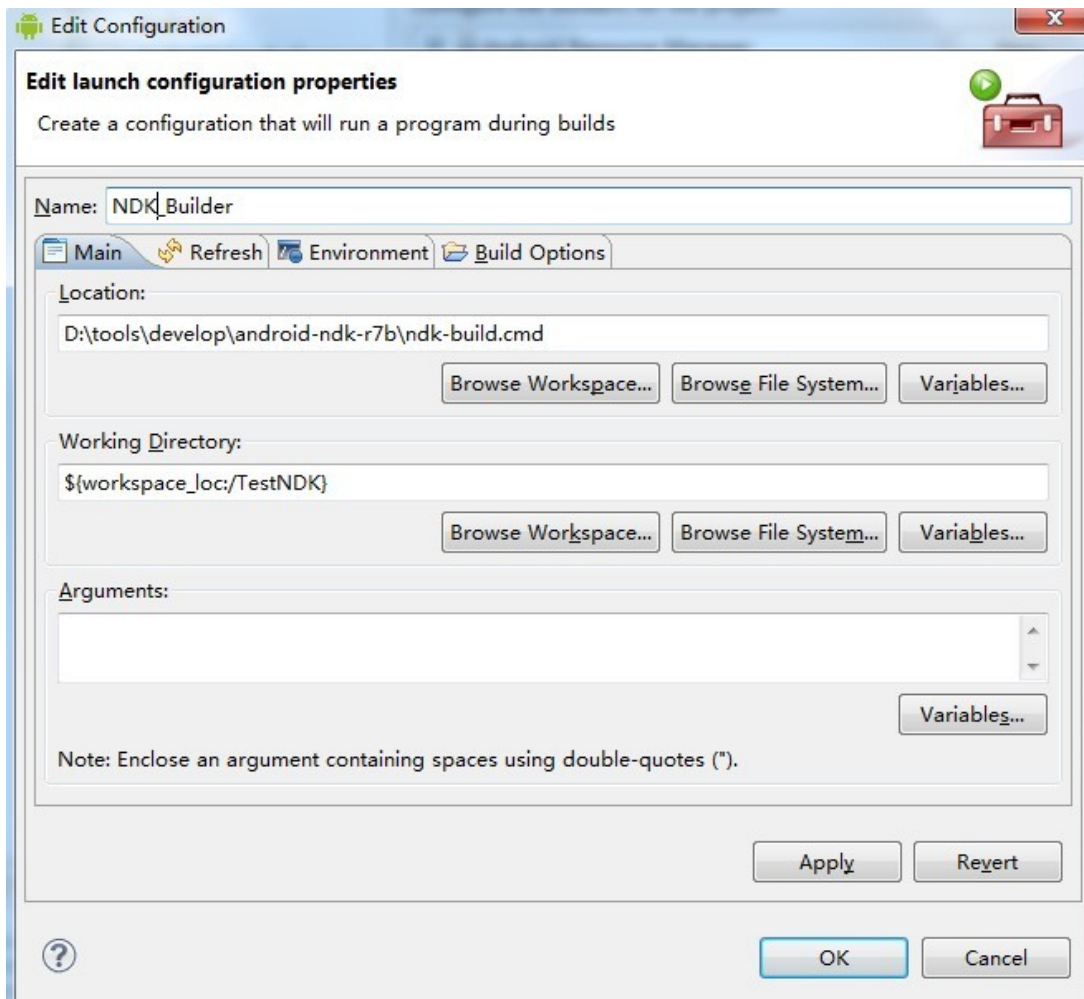 Edit Configuration
Edit launch configuration properties
Create a configuration that will run a program during builds
Name: NDK_Builder
Main Refresh Environment Build Options
Location:
D:\tools\develop\android-ndk-r7b\ndk-build.cmd
Browse Workspace... Browse File System... Variables...
Working Directory:
${workspace_loc:/TestNDK}
Browse Workspace... Browse File System... Variables...
Arguments:
Variables...
Note: Enclose an argument containing spaces using double-quotes (").
Apply Revert
OK Cancel